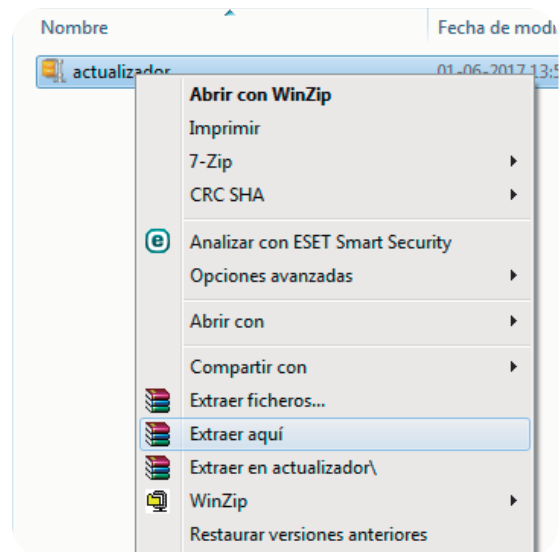 Nombre
Fecha de modi
actualizador
01-06-2017 13:5
Abrir con WinZip
Imprimir
7-Zip
CRC SHA
Analizar con ESET Smart Security
Opciones avanzadas
Abrir con
Compartir con
Extraer ficheros...
Extraer aquí
Extraer en actualizador\
WinZip
Restaurar versiones anteriores